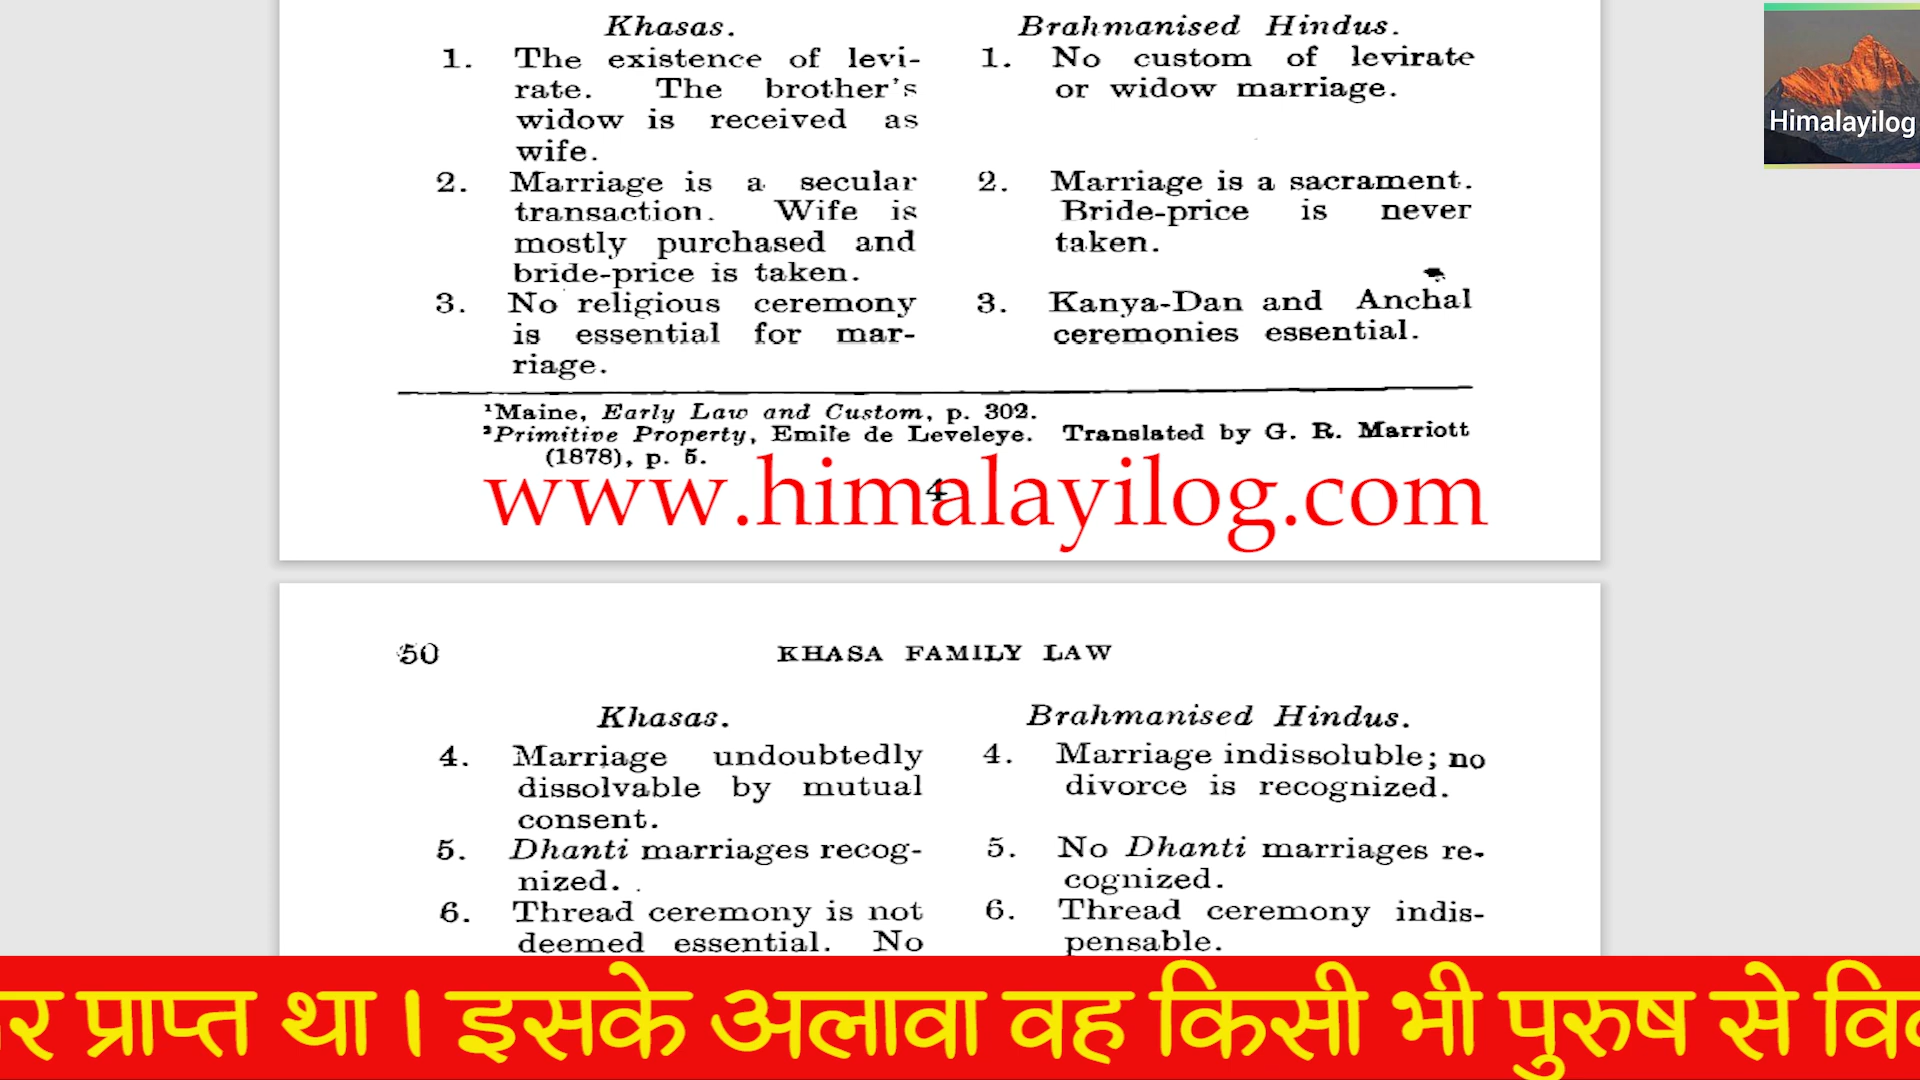 Khasas.
1. The existence of levi-
rate. The brother's
widow is received as
wife.
2. Marriage is a secular
transaction. Wife is
mostly purchased and
bride-price is taken.
3. No religious ceremony
is essential for mar-
riage.
Brahmanised Hindus.
1. No custom of levirate
or widow marriage.
2. Marriage is a sacrament.
Bride-price is never
taken.
3. Kanya-Dan and Anchal
ceremonies essential.
¹Maine, Early Law and Custom, p. 302.
²Primitive Property, Emile de Leveleye. Translated by G. R. Marriott
(1878), p. 5.
4
www.himalayilog.com
Himalayilog
50 KHASA FAMILY LAW
Khasas.
4. Marriage undoubtedly
dissolvable by mutual
consent.
5. Dhanti marriages recog-
nized.
6. Thread ceremony is not
deemed essential. No
Brahmanised Hindus.
4. Marriage indissoluble; no
divorce is recognized.
5. No Dhanti marriages re-
cognized.
6. Thread ceremony indis-
pensable.
प्राप्त था । इसके अलावा वह किसी भी पुरुष से